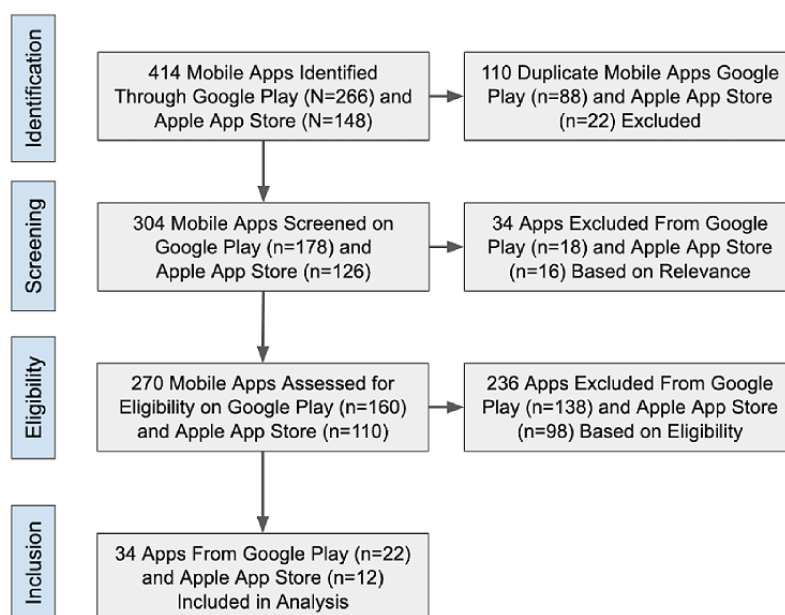 Identification
414 Mobile Apps Identified
Through Google Play (N=266) and
Apple App Store (N=148)
110 Duplicate Mobile Apps Google
Play (n=88) and Apple App Store
(n=22) Excluded
Screening
304 Mobile Apps Screened on
Google Play (n=178) and
Apple App Store (n=126)
34 Apps Excluded From Google
Play (n=18) and Apple App Store
(n=16) Based on Relevance
Eligibility
270 Mobile Apps Assessed for
Eligibility on Google Play (n=160)
and Apple App Store (n=110)
236 Apps Excluded From Google
Play (n=138) and Apple App Store
(n=98) Based on Eligibility
Inclusion
34 Apps From Google Play (n=22)
and Apple App Store (n=12)
Included in Analysis